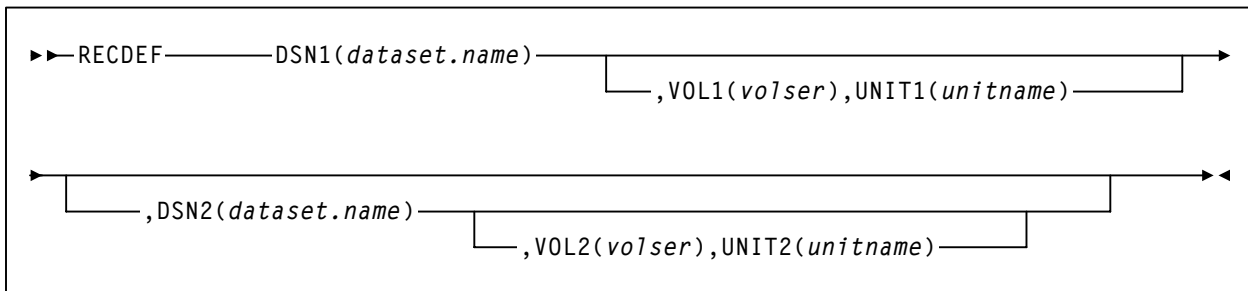 RECDEF DSN1(dataset.name)
,VOL1(volser),UNIT1(unitname)
,DSN2(dataset.name)
,VOL2(volser),UNIT2(unitname)